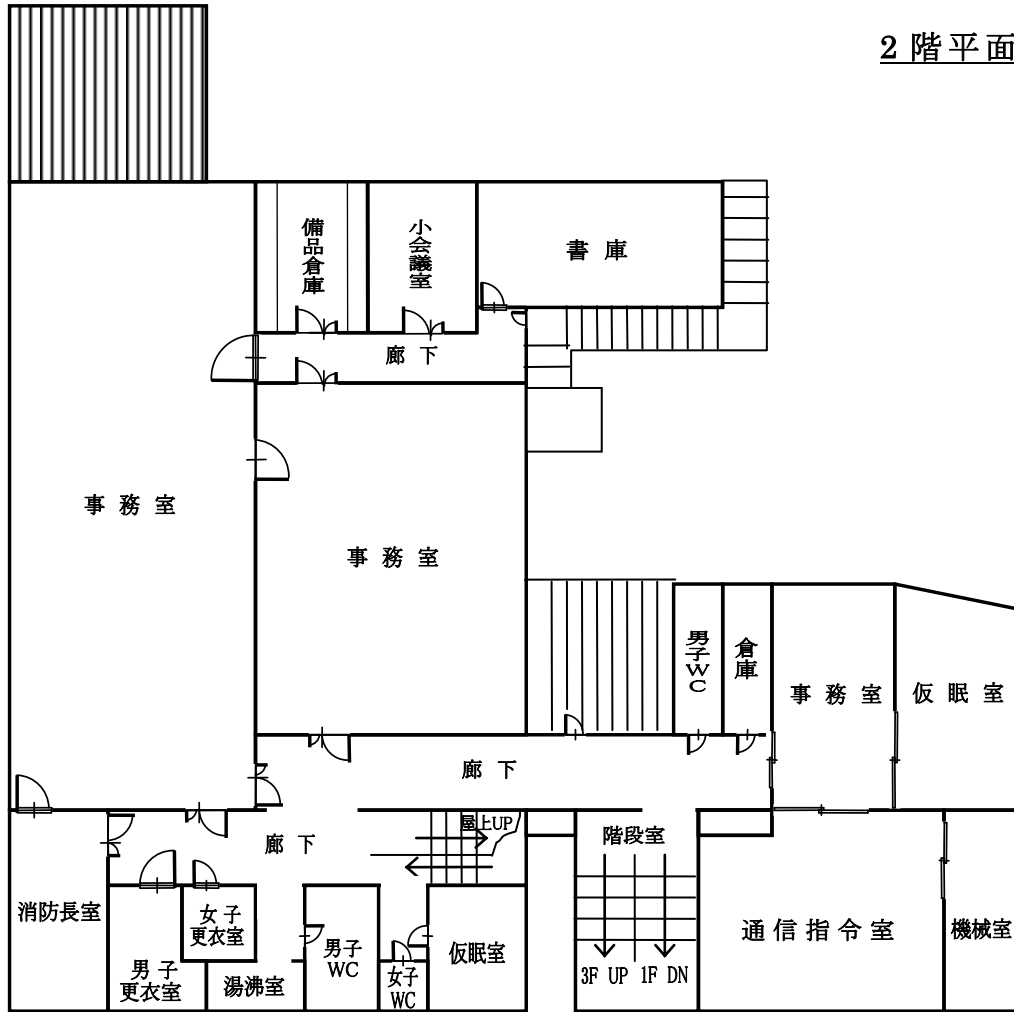 2階平面
備品倉庫
小会議室
書庫
廊下
事務室
事務室
男子WC
倉庫
事務室
仮眠室
廊下
屋上UP
階段室
廊下
消防長室
女子
更衣室
男子
更衣室
湯沸室
男子
WC
女子
WC
仮眠室
3F UP 1F DN
通信指令室
機械室